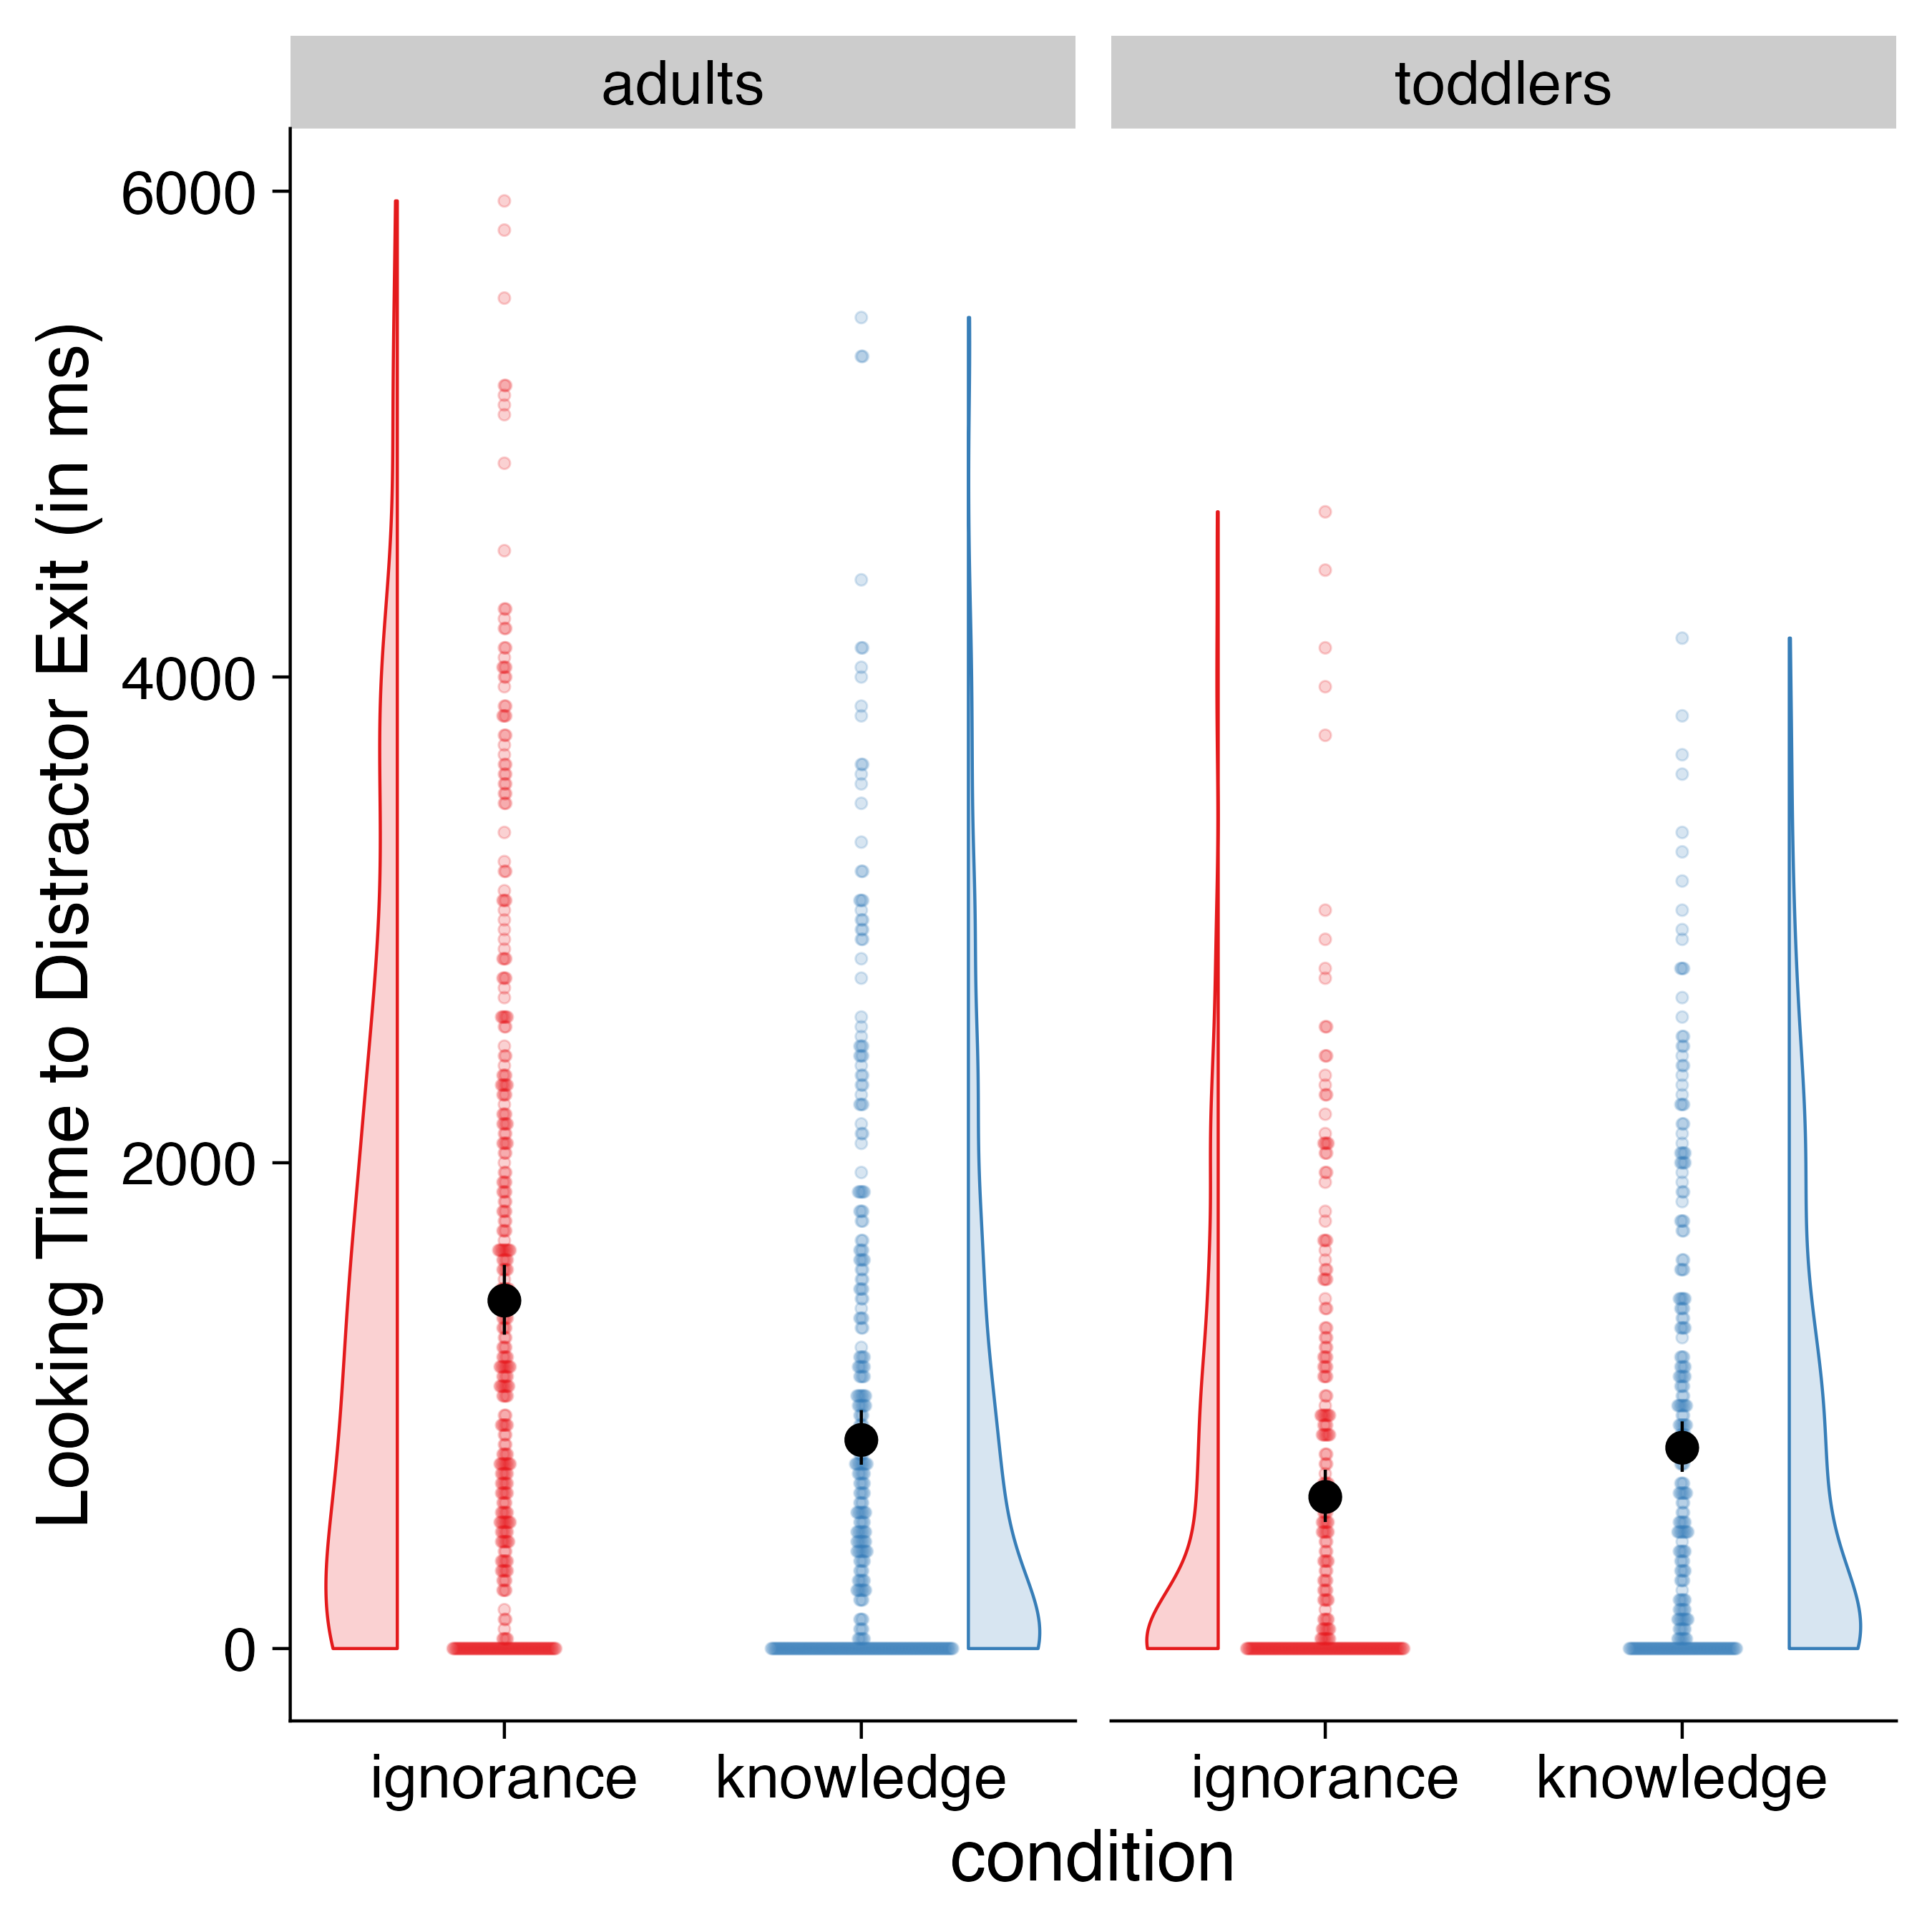 adults
toddlers
Looking Time to Distractor Exit (in ms)
6000
4000
2000
0
ignorance
knowledge
ignorance
knowledge
condition